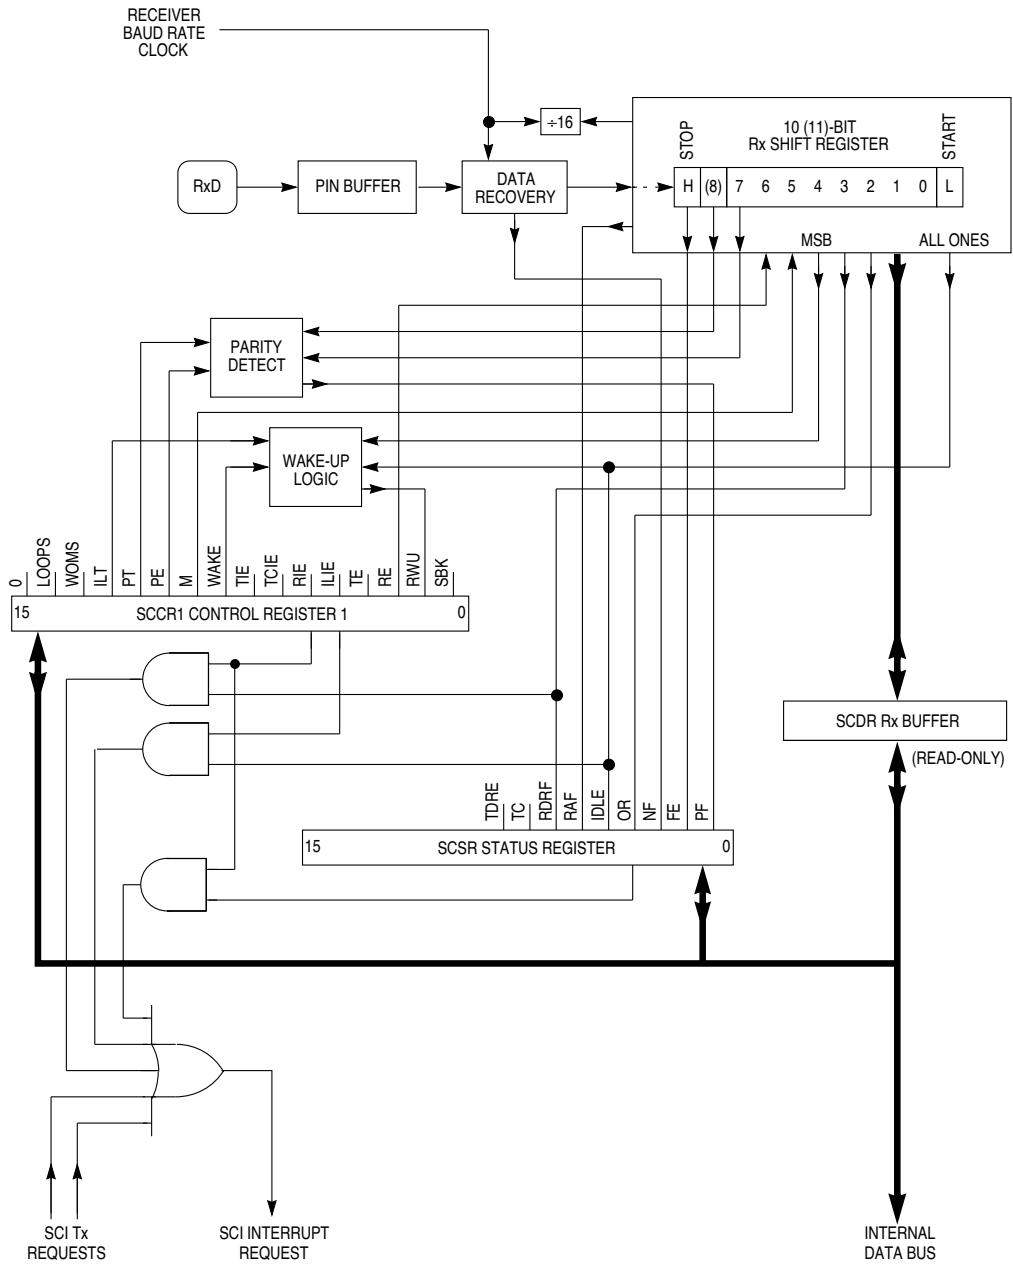 RECEIVER
BAUD RATE
CLOCK
÷16
STOP
10 (11)-BIT
Rx SHIFT REGISTER
START
RxD
PIN BUFFER
DATA
RECOVERY
H (8) 7 6 5 4 3 2 1 0 L
MSB
ALL ONES
PARITY
DETECT
WAKE-UP
LOGIC
0
LOOPS
WOMS
ILT
PT
PE
M
WAKE
TIE
TCIE
RIE
ILIE
TE
RE
RWU
SBK
15 SCCR1 CONTROL REGISTER 1 0
SCDR Rx BUFFER
(READ-ONLY)
TDRE
TC
RDRF
RAF
IDLE
OR
NF
FE
PF
15 SCSR STATUS REGISTER 0
SCI Tx
REQUESTS
SCI INTERRUPT
REQUEST
INTERNAL
DATA BUS